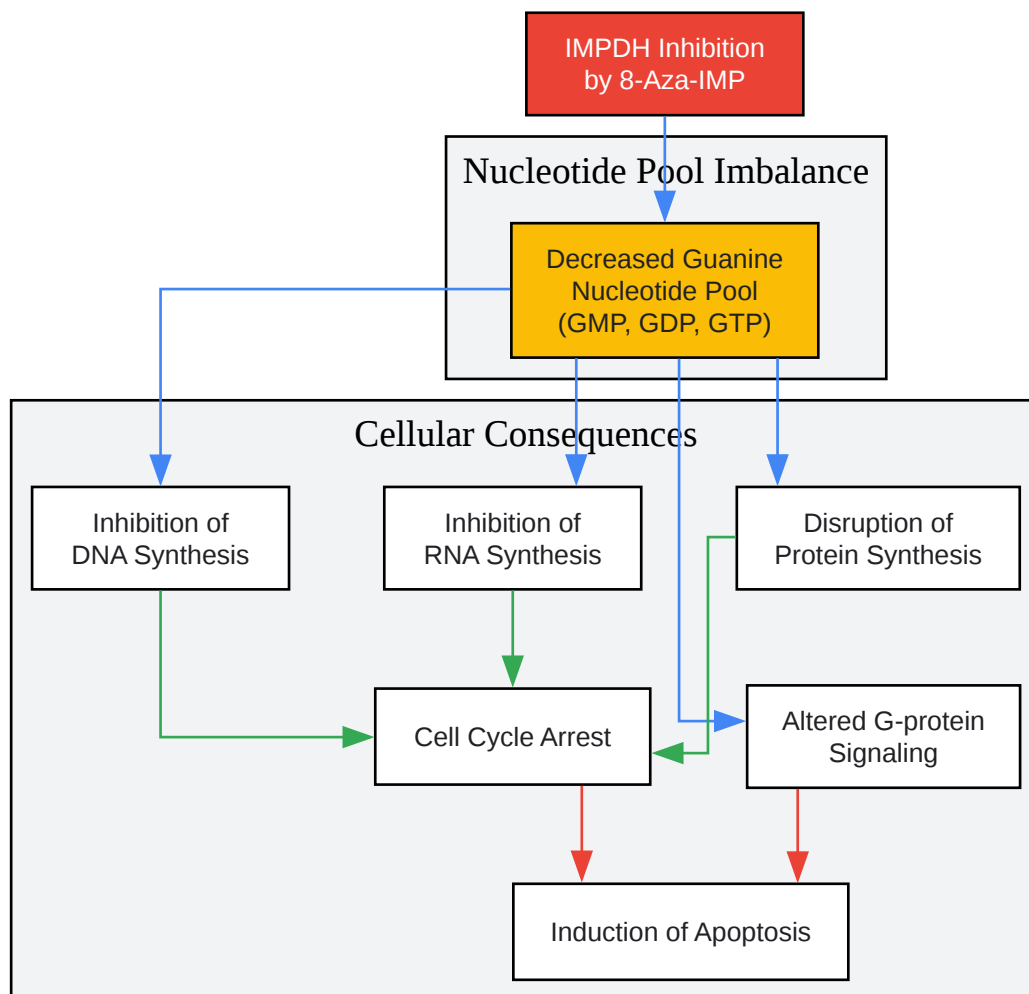 IMPDH Inhibition
by 8-Aza-IMP
Nucleotide Pool Imbalance
Decreased Guanine
Nucleotide Pool
(GMP, GDP, GTP)
Cellular Consequences
Inhibition of
DNA Synthesis
Inhibition of
RNA Synthesis
Disruption of
Protein Synthesis
Cell Cycle Arrest
Altered G-protein
Signaling
Induction of Apoptosis